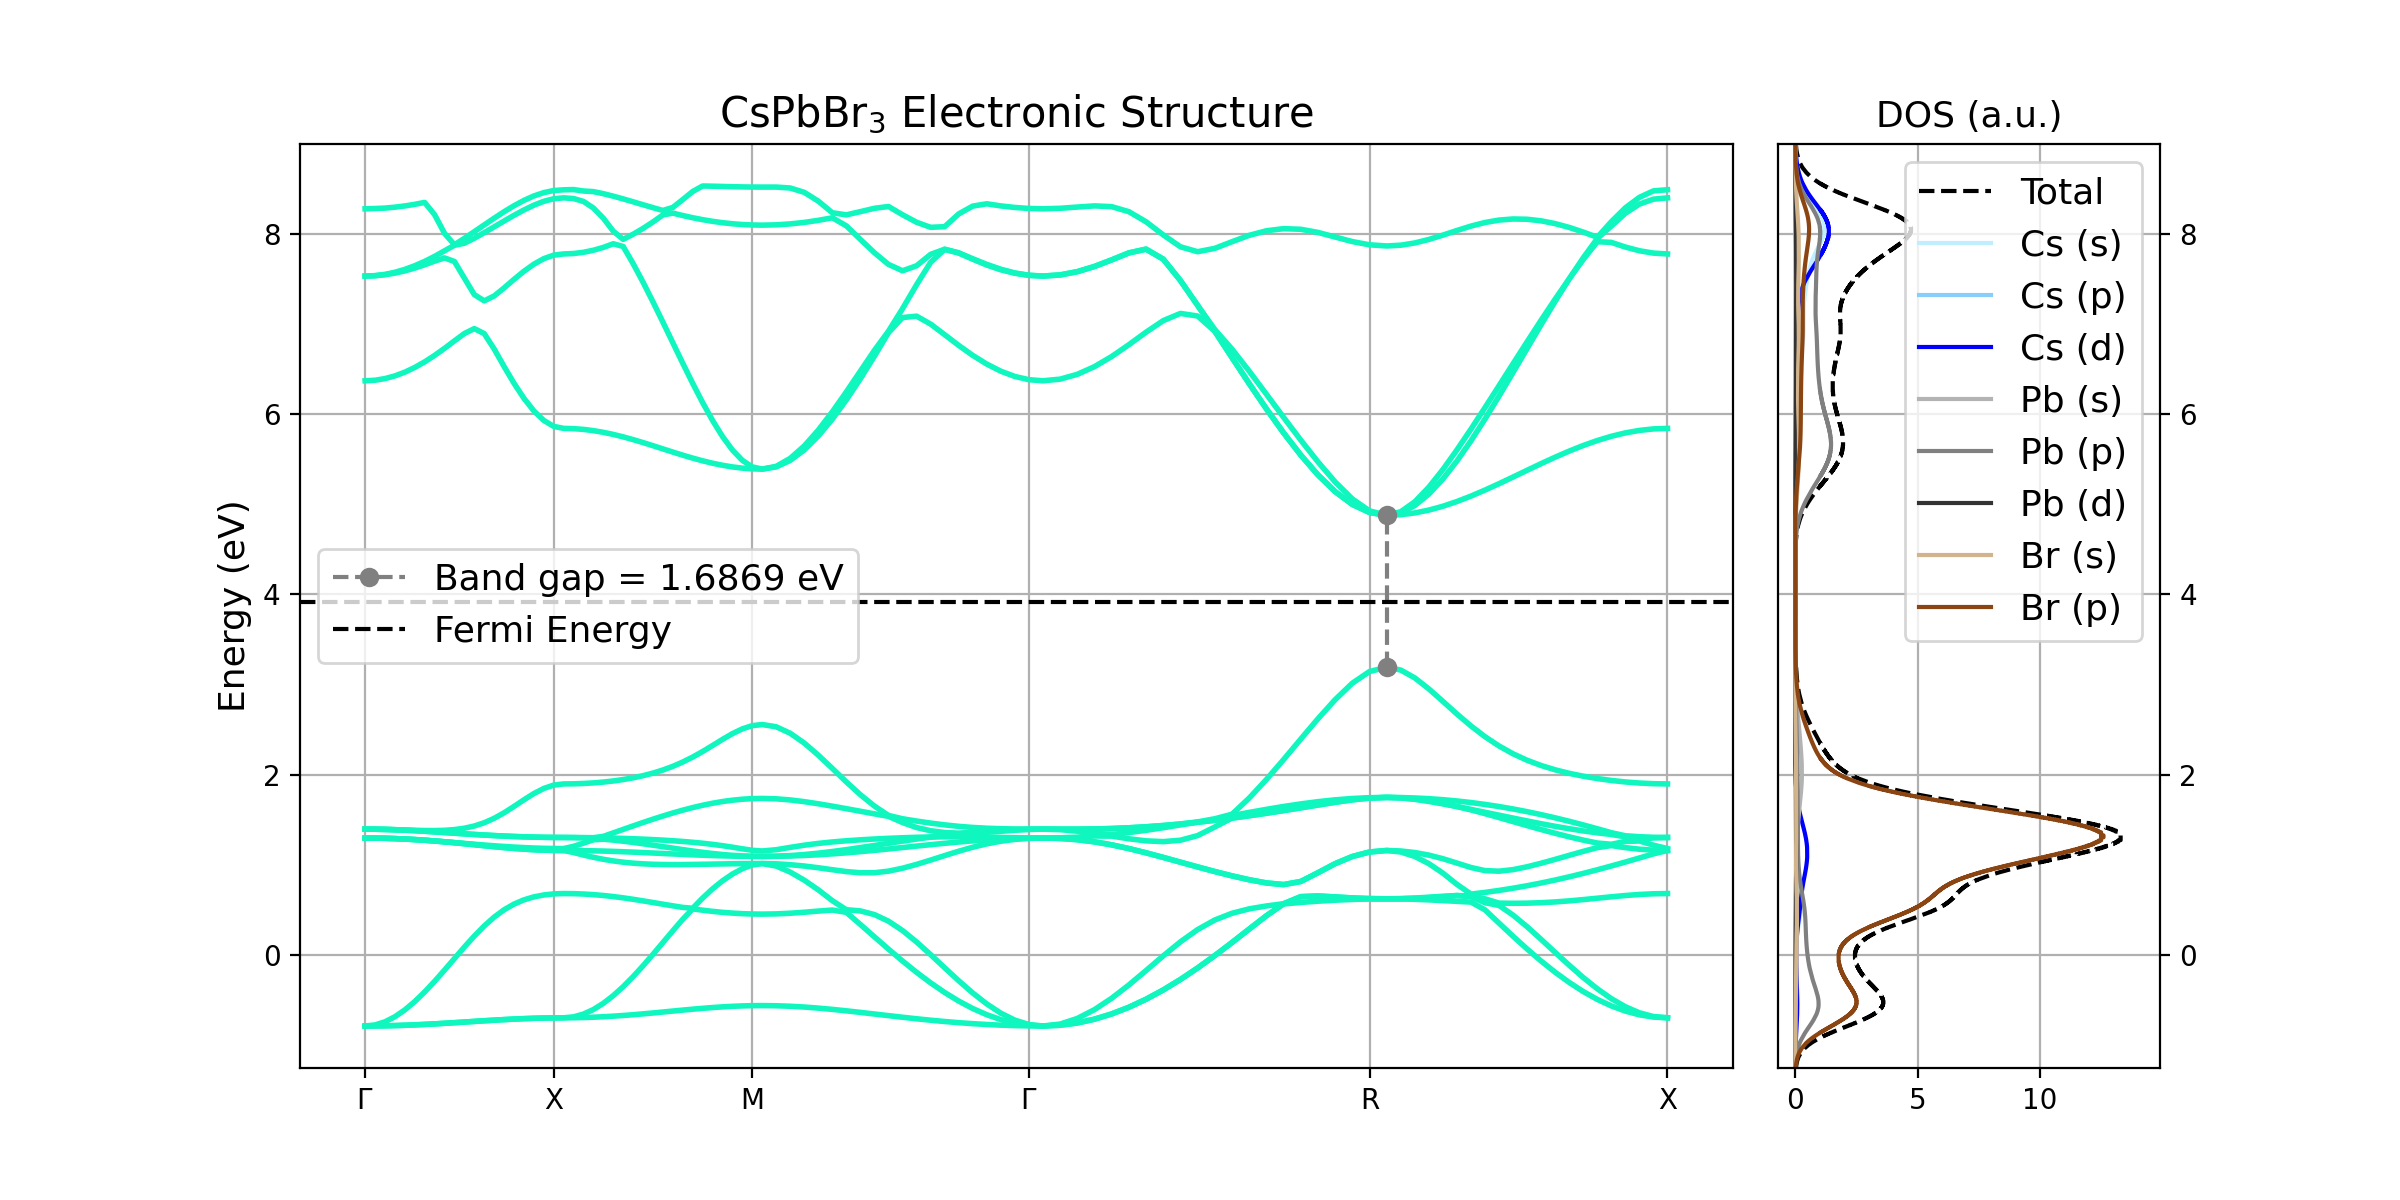 CsPbBr₃ Electronic Structure
DOS (a.u.)
Energy (eV)
8
6
4
2
0
Band gap = 1.6869 eV
Fermi Energy
Γ X M Γ R X
Total
Cs (s)
Cs (p)
Cs (d)
Pb (s)
Pb (p)
Pb (d)
Br (s)
Br (p)
8
6
4
2
0
0 5 10